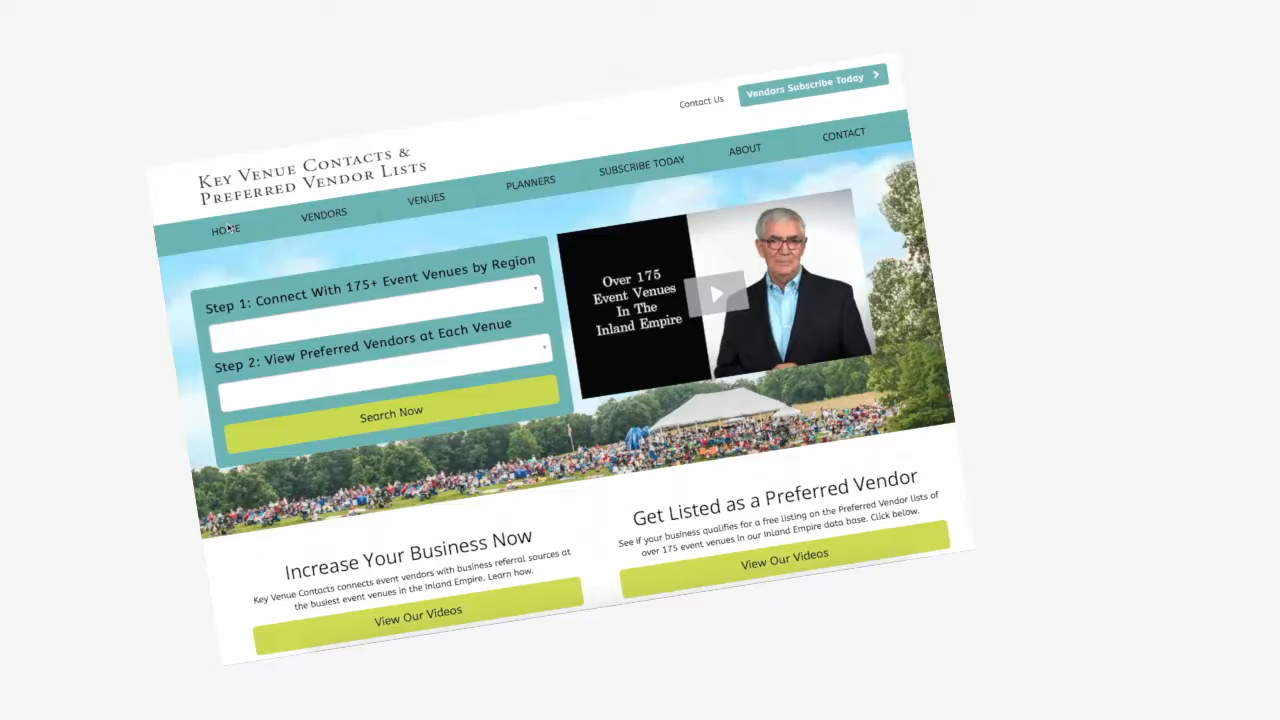 Contact Us
Vendors Subscribe Today
Key Venue Contacts &
Preferred Vendor Lists
HOME
VENDORS
VENUES
PLANNERS
SUBSCRIBE TODAY
ABOUT
CONTACT
Step 1: Connect With 175+ Event Venues by Region
Step 2: View Preferred Vendors at Each Venue
Search Now
Over 175
Event Venues
In The
Inland Empire
Increase Your Business Now
Key Venue Contacts connects event vendors with business referral sources at
the busiest event venues in the Inland Empire. Learn how.
View Our Videos
Get Listed as a Preferred Vendor
See if your business qualifies for a free listing on the Preferred Vendor lists of
over 175 event venues in our Inland Empire data base. Click below.
View Our Videos